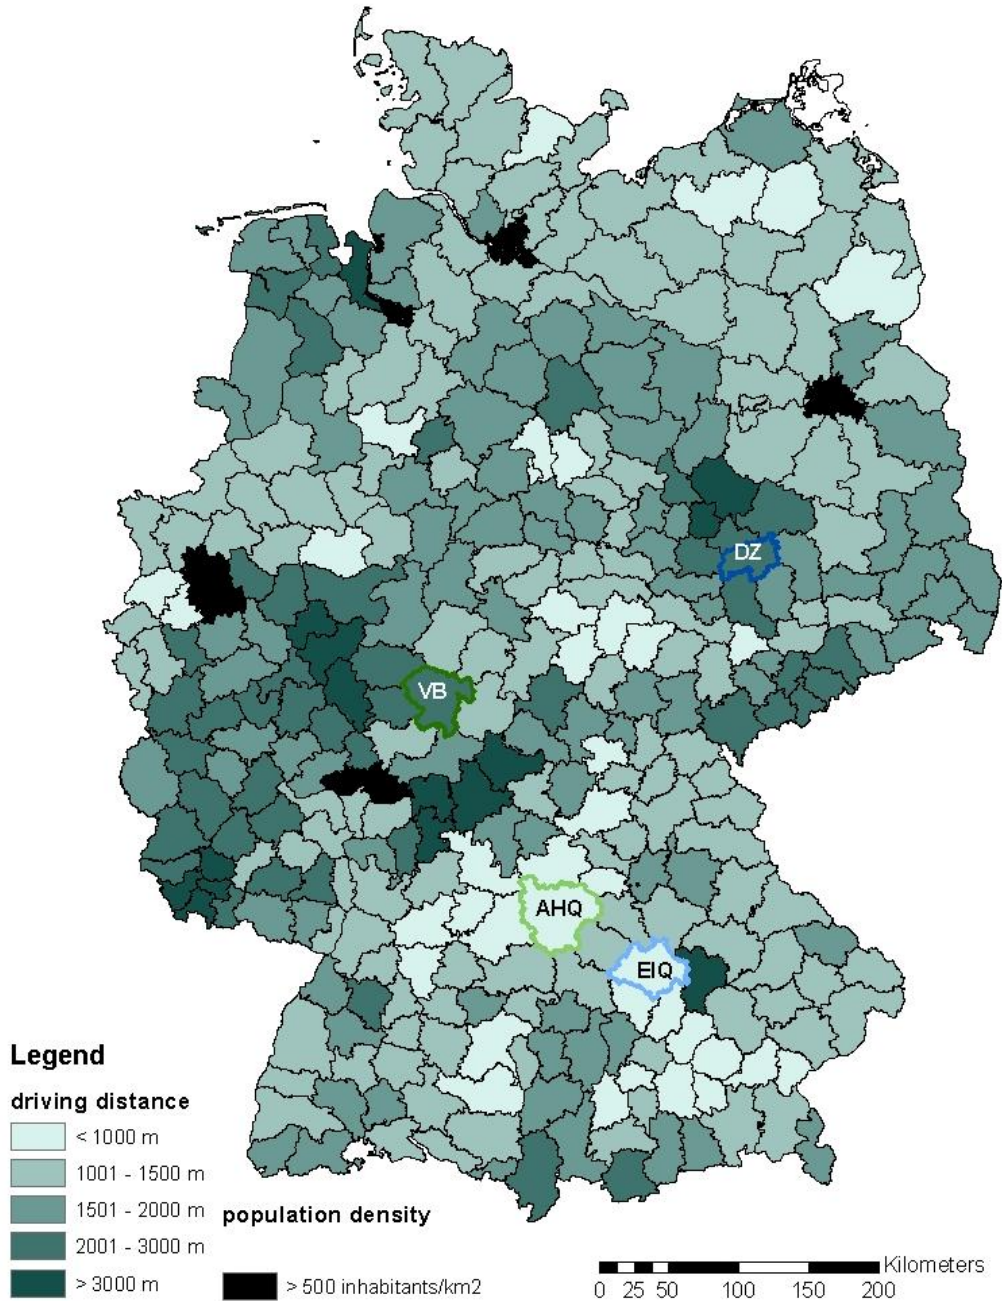 DZ
VB
AHQ
EIQ
Legend
driving distance
< 1000 m
1001 - 1500 m
1501 - 2000 m
2001 - 3000 m
> 3000 m
population density
> 500 inhabitants/km2
Kilometers
0 25 50 100 150 200